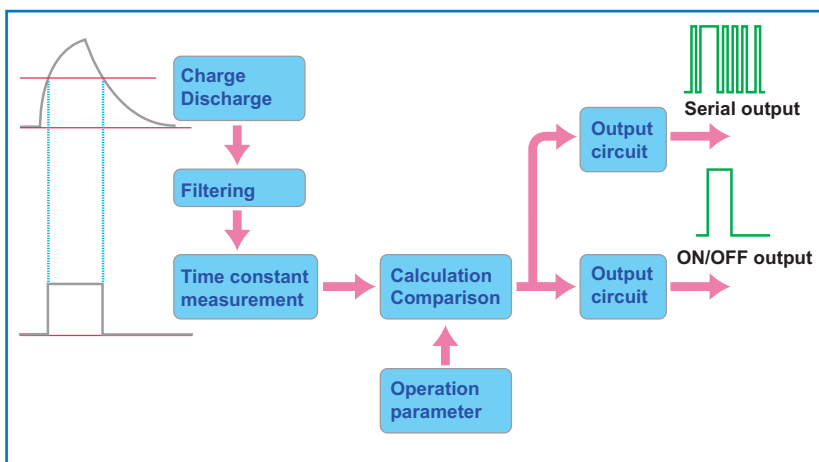 Charge
Discharge
Filtering
Time constant
measurement
Calculation
Comparison
Operation
parameter
Output
circuit
Serial output
Output
circuit
ON/OFF output